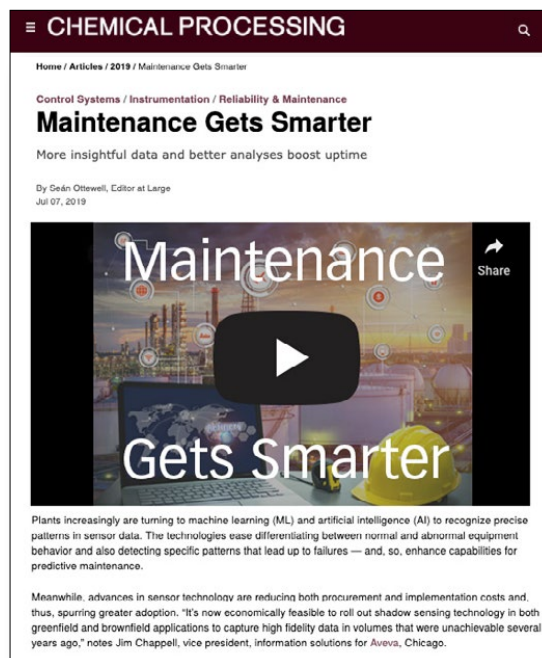 CHEMICAL PROCESSING
Home / Articles / 2019 / Maintenance Gets Smarter
Control Systems / Instrumentation / Reliability & Maintenance
Maintenance Gets Smarter
More insightful data and better analyses boost uptime
By Seán Ottewell, Editor at Large
Jul 07, 2019
Maintenance
Share
Gets Smarter
Plants increasingly are turning to machine learning (ML) and artificial intelligence (AI) to recognize precise
patterns in sensor data. The technologies ease differentiating between normal and abnormal equipment
behavior and also detecting specific patterns that lead up to failures — and, so, enhance capabilities for
predictive maintenance.
Meanwhile, advances in sensor technology are reducing both procurement and implementation costs and,
thus, spurring greater adoption. “It’s now economically feasible to roll out shadow sensing technology in both
greenfield and brownfield applications to capture high fidelity data in volumes that were unachievable several
years ago,” notes Jim Chappell, vice president, information solutions for Aveva, Chicago.